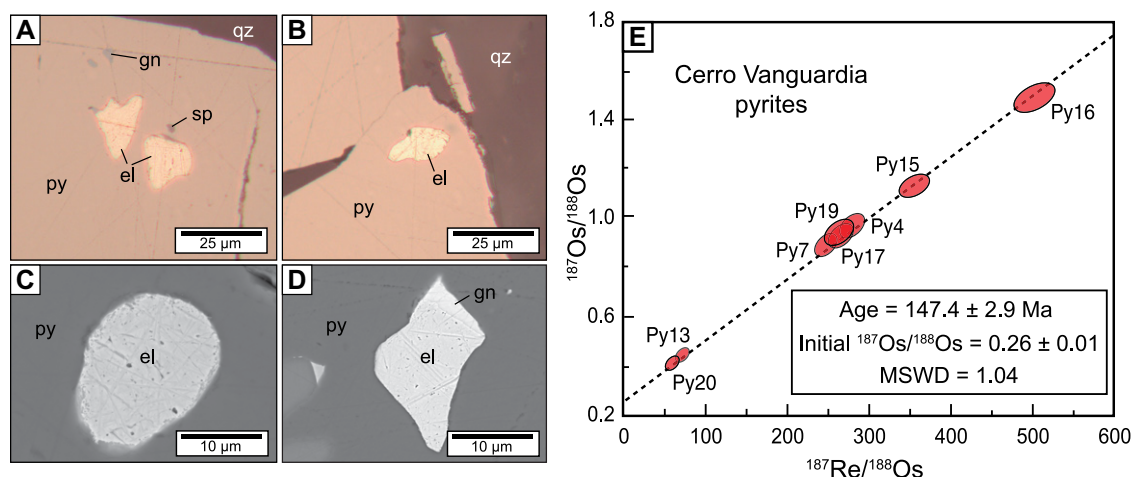 A
qz
gn
sp
el
py
25 µm
B
qz
el
py
25 µm
C
py
el
10 µm
D
gn
py
el
10 µm
E
Cerro Vanguardia
pyrites
Py16
Py15
Py19
Py4
Py7
Py17
Py13
Py20
Age = 147.4 ± 2.9 Ma
Initial ¹⁸⁷Os/¹⁸⁸Os = 0.26 ± 0.01
MSWD = 1.04
¹⁸⁷Os/¹⁸⁸Os
1.8
1.4
1.0
0.6
0.2
0 100 200 300 400 500 600
¹⁸⁷Re/¹⁸⁸Os